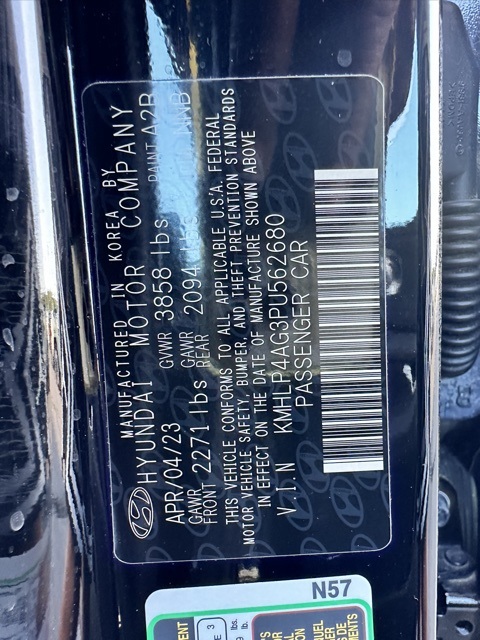 MANUFACTURED IN KOREA BY
HYUNDAI MOTOR COMPANY
APR/04/23 GVWR 3858 lbs PAINT A2B
GAWR FRONT 2271 lbs GAWR REAR 2094 lbs NNB
THIS VEHICLE CONFORMS TO ALL APPLICABLE U.S.A. FEDERAL
MOTOR VEHICLE SAFETY, BUMPER, AND THEFT PREVENTION STANDARDS
IN EFFECT ON THE DATE OF MANUFACTURE SHOWN ABOVE
V.I.N KMHLP4AG3PU562680
PASSENGER CAR
N57